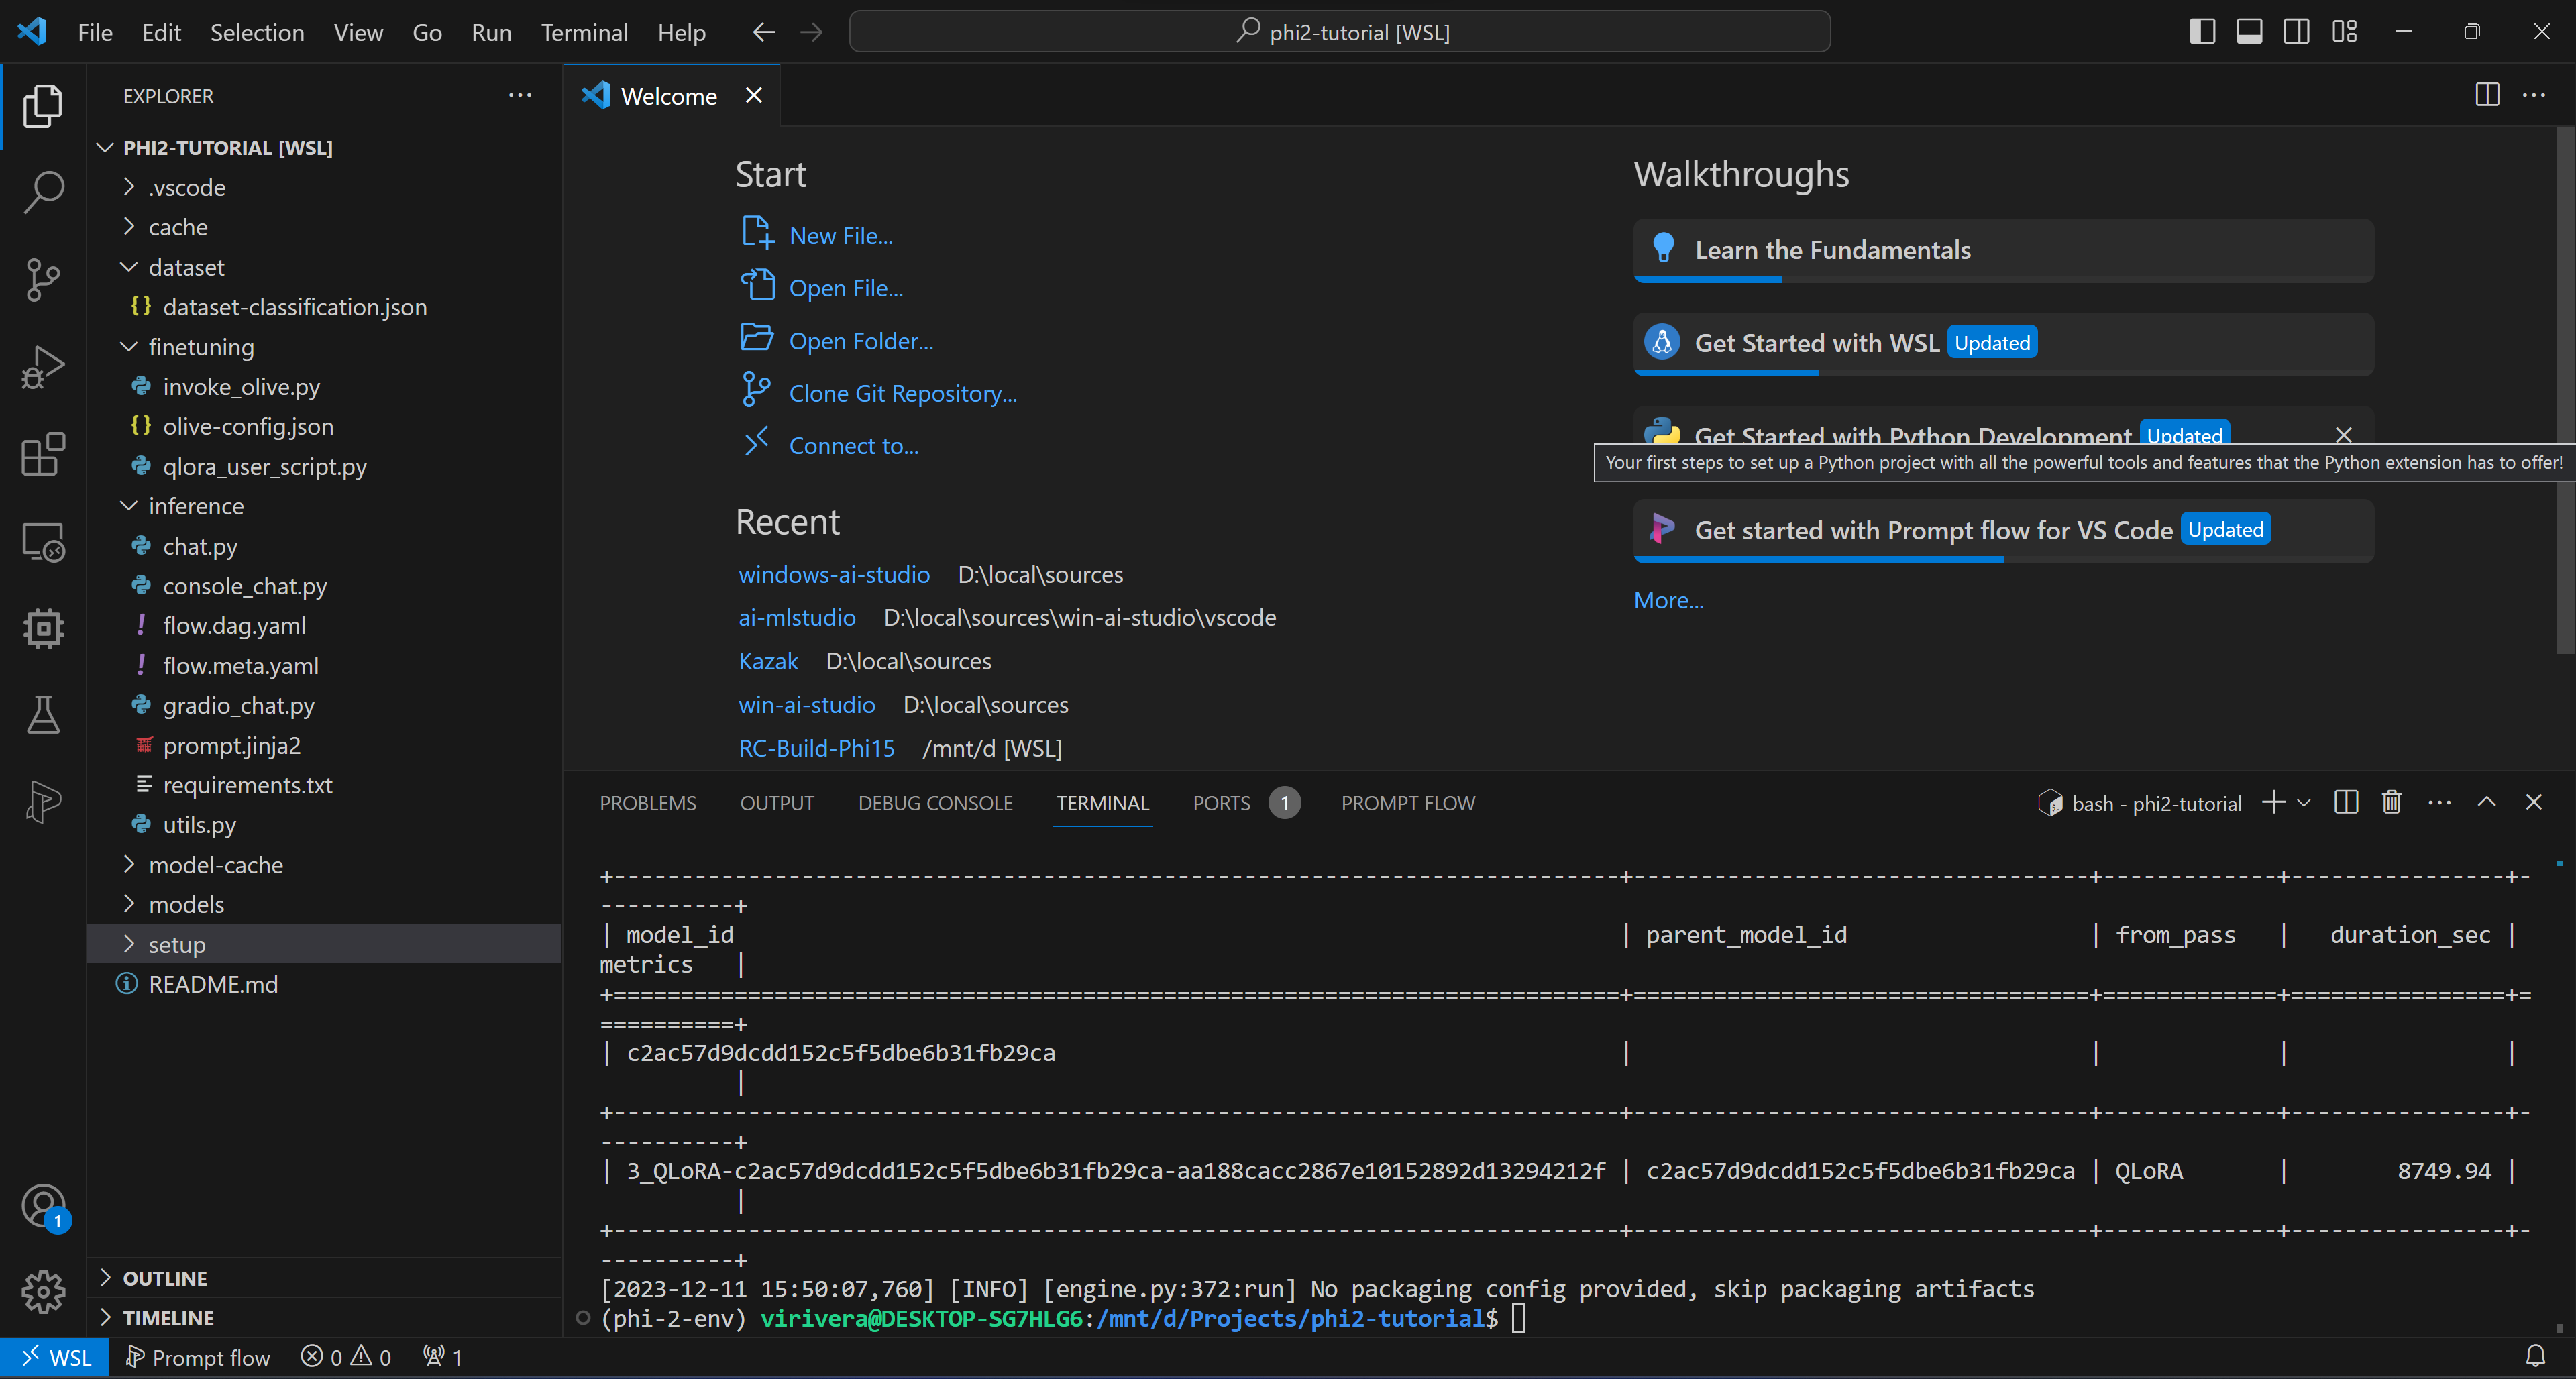 File Edit Selection View Go Run Terminal Help
phi2-tutorial [WSL]
EXPLORER
PHI2-TUTORIAL [WSL]
.vscode
cache
dataset
dataset-classification.json
finetuning
invoke_olive.py
olive-config.json
qlora_user_script.py
inference
chat.py
console_chat.py
flow.dag.yaml
flow.meta.yaml
gradio_chat.py
prompt.jinja2
requirements.txt
utils.py
model-cache
models
setup
README.md
OUTLINE
TIMELINE
1
Welcome
Start
New File...
Open File...
Open Folder...
Clone Git Repository...
Connect to...
Recent
windows-ai-studio D:\local\sources
ai-mlstudio D:\local\sources\win-ai-studio\vscode
Kazak D:\local\sources
win-ai-studio D:\local\sources
RC-Build-Phi15 /mnt/d [WSL]
Walkthroughs
Learn the Fundamentals
Get Started with WSL Updated
Get Started with Python Development Updated
Your first steps to set up a Python project with all the powerful tools and features that the Python extension has to offer!
Get started with Prompt flow for VS Code Updated
More...
PROBLEMS OUTPUT DEBUG CONSOLE TERMINAL PORTS 1 PROMPT FLOW
bash - phi2-tutorial
+---------------------------------------------------------------------------+----------------------------------+-------------+----------------+-
----------+
| model_id | parent_model_id | from_pass | duration_sec |
metrics |
+===========================================================================+==================================+=============+================+=
==========+
| c2ac57d9dcdd152c5f5dbe6b31fb29ca | | | |
|
+---------------------------------------------------------------------------+----------------------------------+-------------+----------------+-
----------+
| 3_QLoRA-c2ac57d9dcdd152c5f5dbe6b31fb29ca-aa188cacc2867e10152892d13294212f | c2ac57d9dcdd152c5f5dbe6b31fb29ca | QLoRA | 8749.94 |
|
+---------------------------------------------------------------------------+----------------------------------+-------------+----------------+-
----------+
[2023-12-11 15:50:07,760] [INFO] [engine.py:372:run] No packaging config provided, skip packaging artifacts
(phi-2-env) virivera@DESKTOP-SG7HLG6:/mnt/d/Projects/phi2-tutorial$
WSL Prompt flow 0 0 1